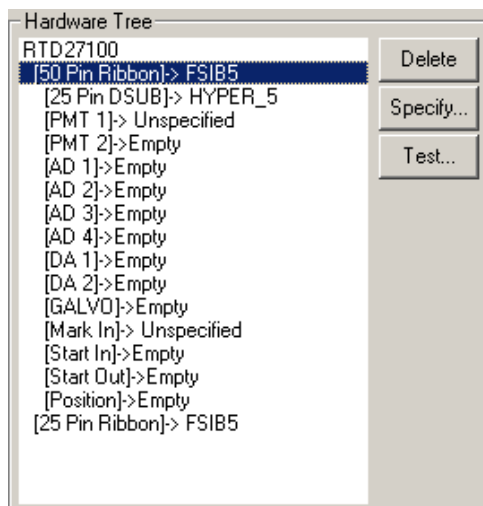 Hardware Tree
RTD27100
[50 Pin Ribbon]-> FSIB5
[25 Pin DSUB]-> HYPER_5
[PMT 1]-> Unspecified
[PMT 2]->Empty
[AD 1]->Empty
[AD 2]->Empty
[AD 3]->Empty
[AD 4]->Empty
[DA 1]->Empty
[DA 2]->Empty
[GALVO]->Empty
[Mark In]-> Unspecified
[Start In]->Empty
[Start Out]->Empty
[Position]->Empty
[25 Pin Ribbon]-> FSIB5
Delete
Specify...
Test...